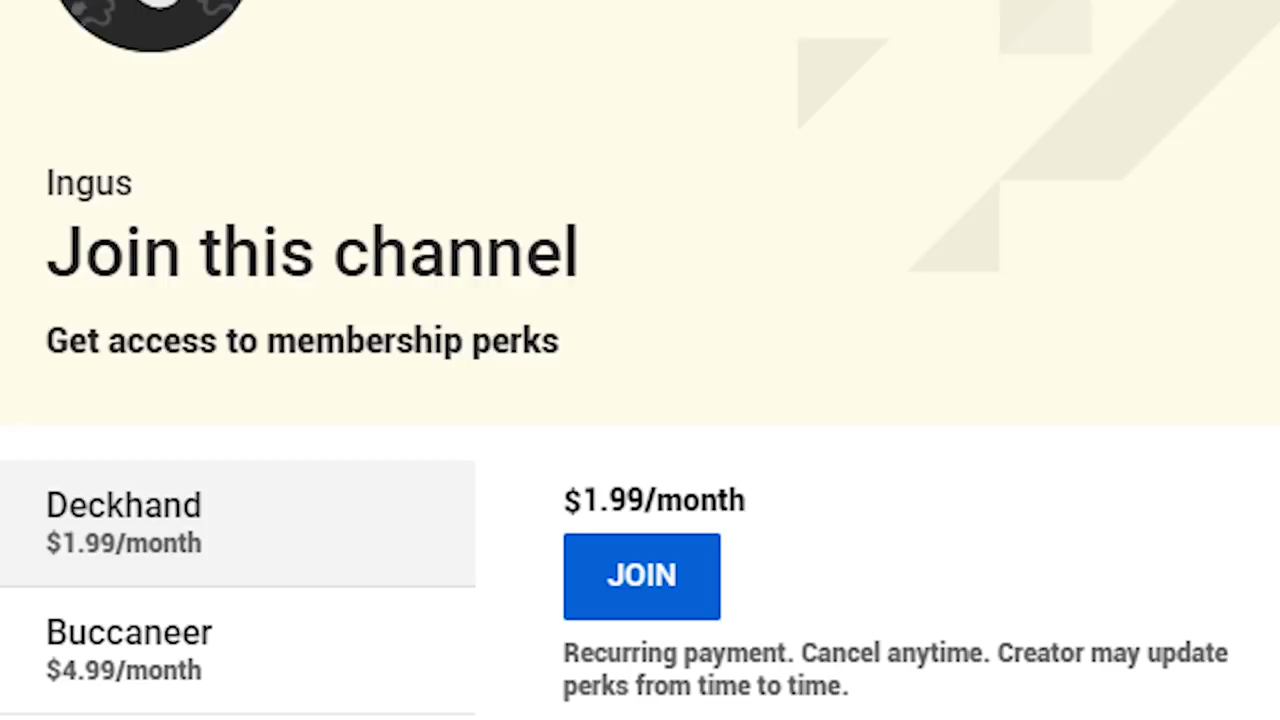 Ingus
Join this channel
Get access to membership perks
Deckhand
$1.99/month
Buccaneer
$4.99/month
$1.99/month
JOIN
Recurring payment. Cancel anytime. Creator may update
perks from time to time.